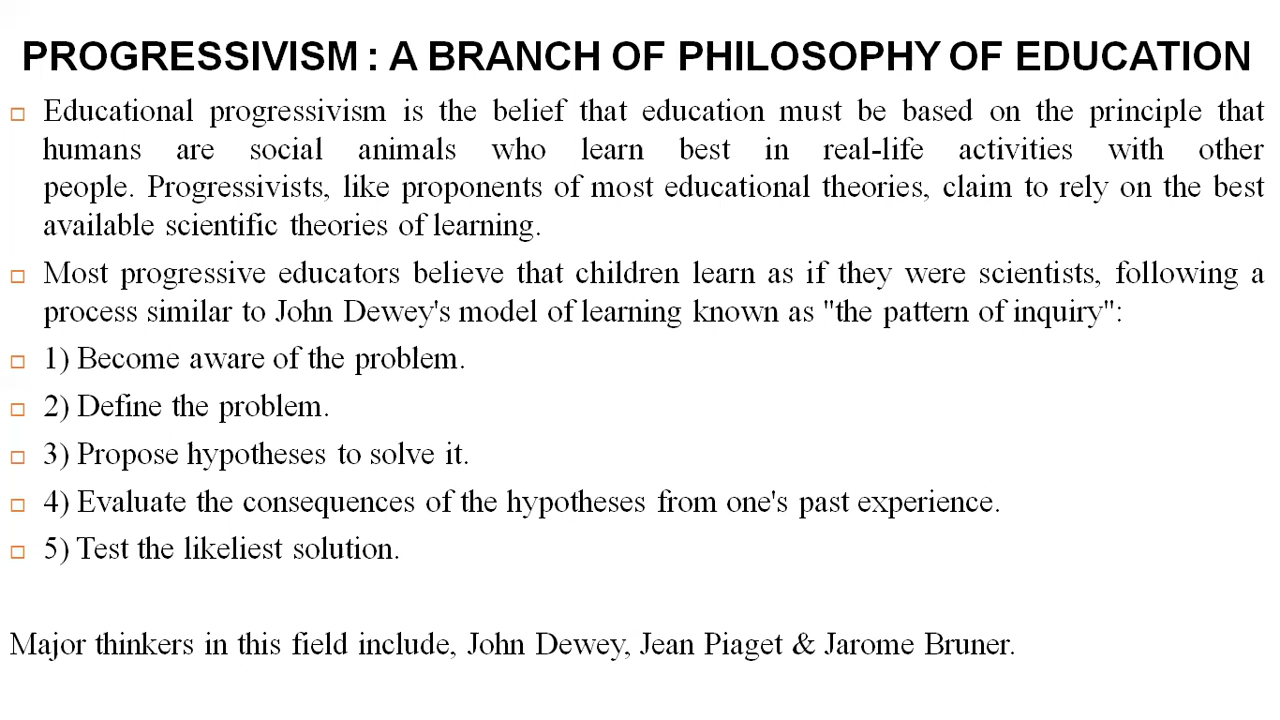 PROGRESSIVISM : A BRANCH OF PHILOSOPHY OF EDUCATION
Educational progressivism is the belief that education must be based on the principle that
humans are social animals who learn best in real-life activities with other
people. Progressivists, like proponents of most educational theories, claim to rely on the best
available scientific theories of learning.
Most progressive educators believe that children learn as if they were scientists, following a
process similar to John Dewey's model of learning known as "the pattern of inquiry":
1) Become aware of the problem.
2) Define the problem.
3) Propose hypotheses to solve it.
4) Evaluate the consequences of the hypotheses from one's past experience.
5) Test the likeliest solution.
Major thinkers in this field include, John Dewey, Jean Piaget & Jarome Bruner.